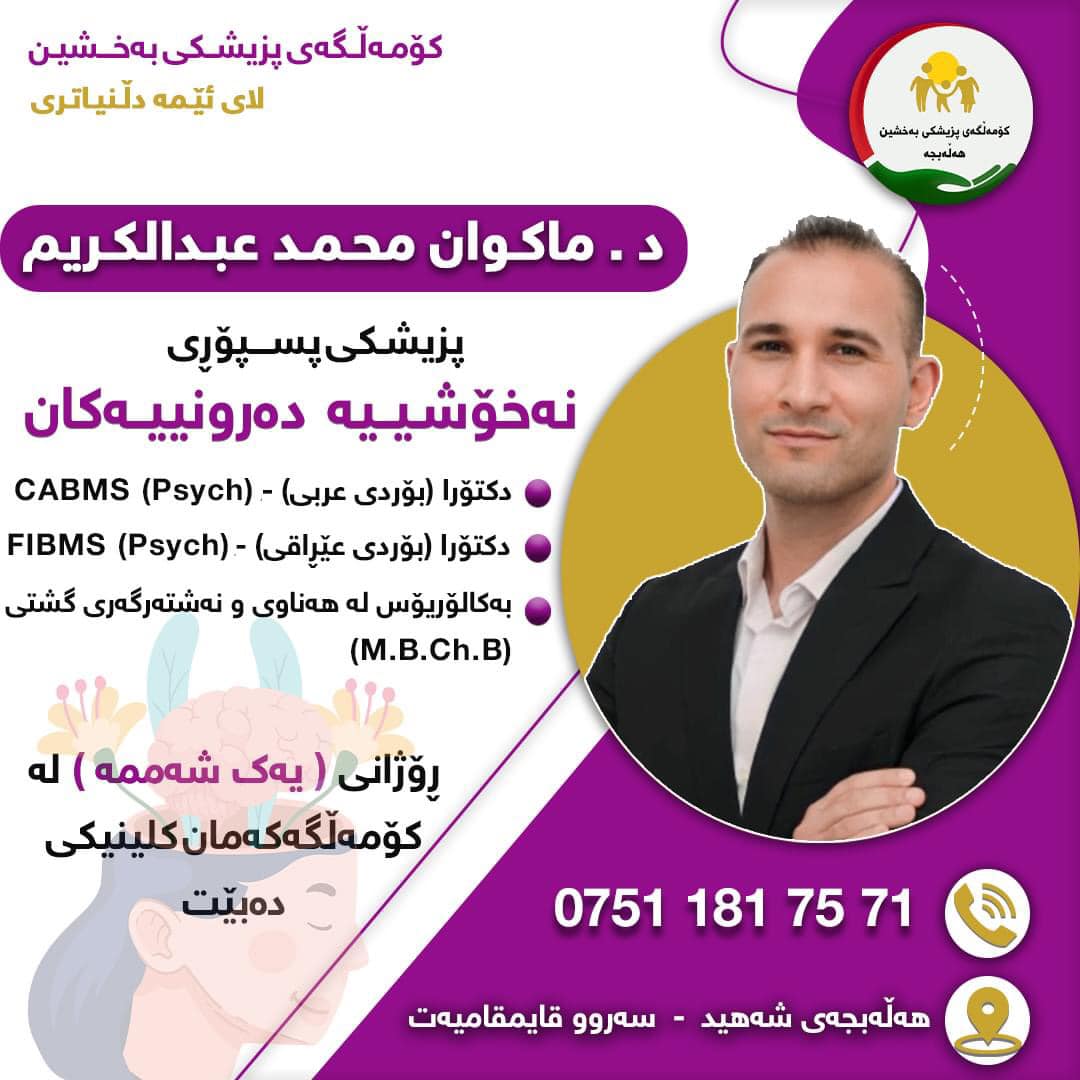 کۆمەڵگەی پزیشکی بەخشین
لای ئێمە دڵنیاتری
کۆمەڵگەی پزیشکی بەخشین
هەڵەبجە
د . ماکوان محمد عبدالکریم
پزیشکی پسپۆڕی
نەخۆشییە دەرونییەکان
دکتۆرا (بۆردی عربی) - CABMS (Psych)
دکتۆرا (بۆردی عێڕاقی) - FIBMS (Psych)
بەکالۆریۆس لە هەناوی و نەشتەرگەری گشتی
(M.B.Ch.B)
ڕۆژانی ( یەک شەممە ) لە
کۆمەڵگەکەمان کلینیکی
دەبێت
0751 181 75 71
هەڵەبجەی شەهید - سەروو قایمقامیەت